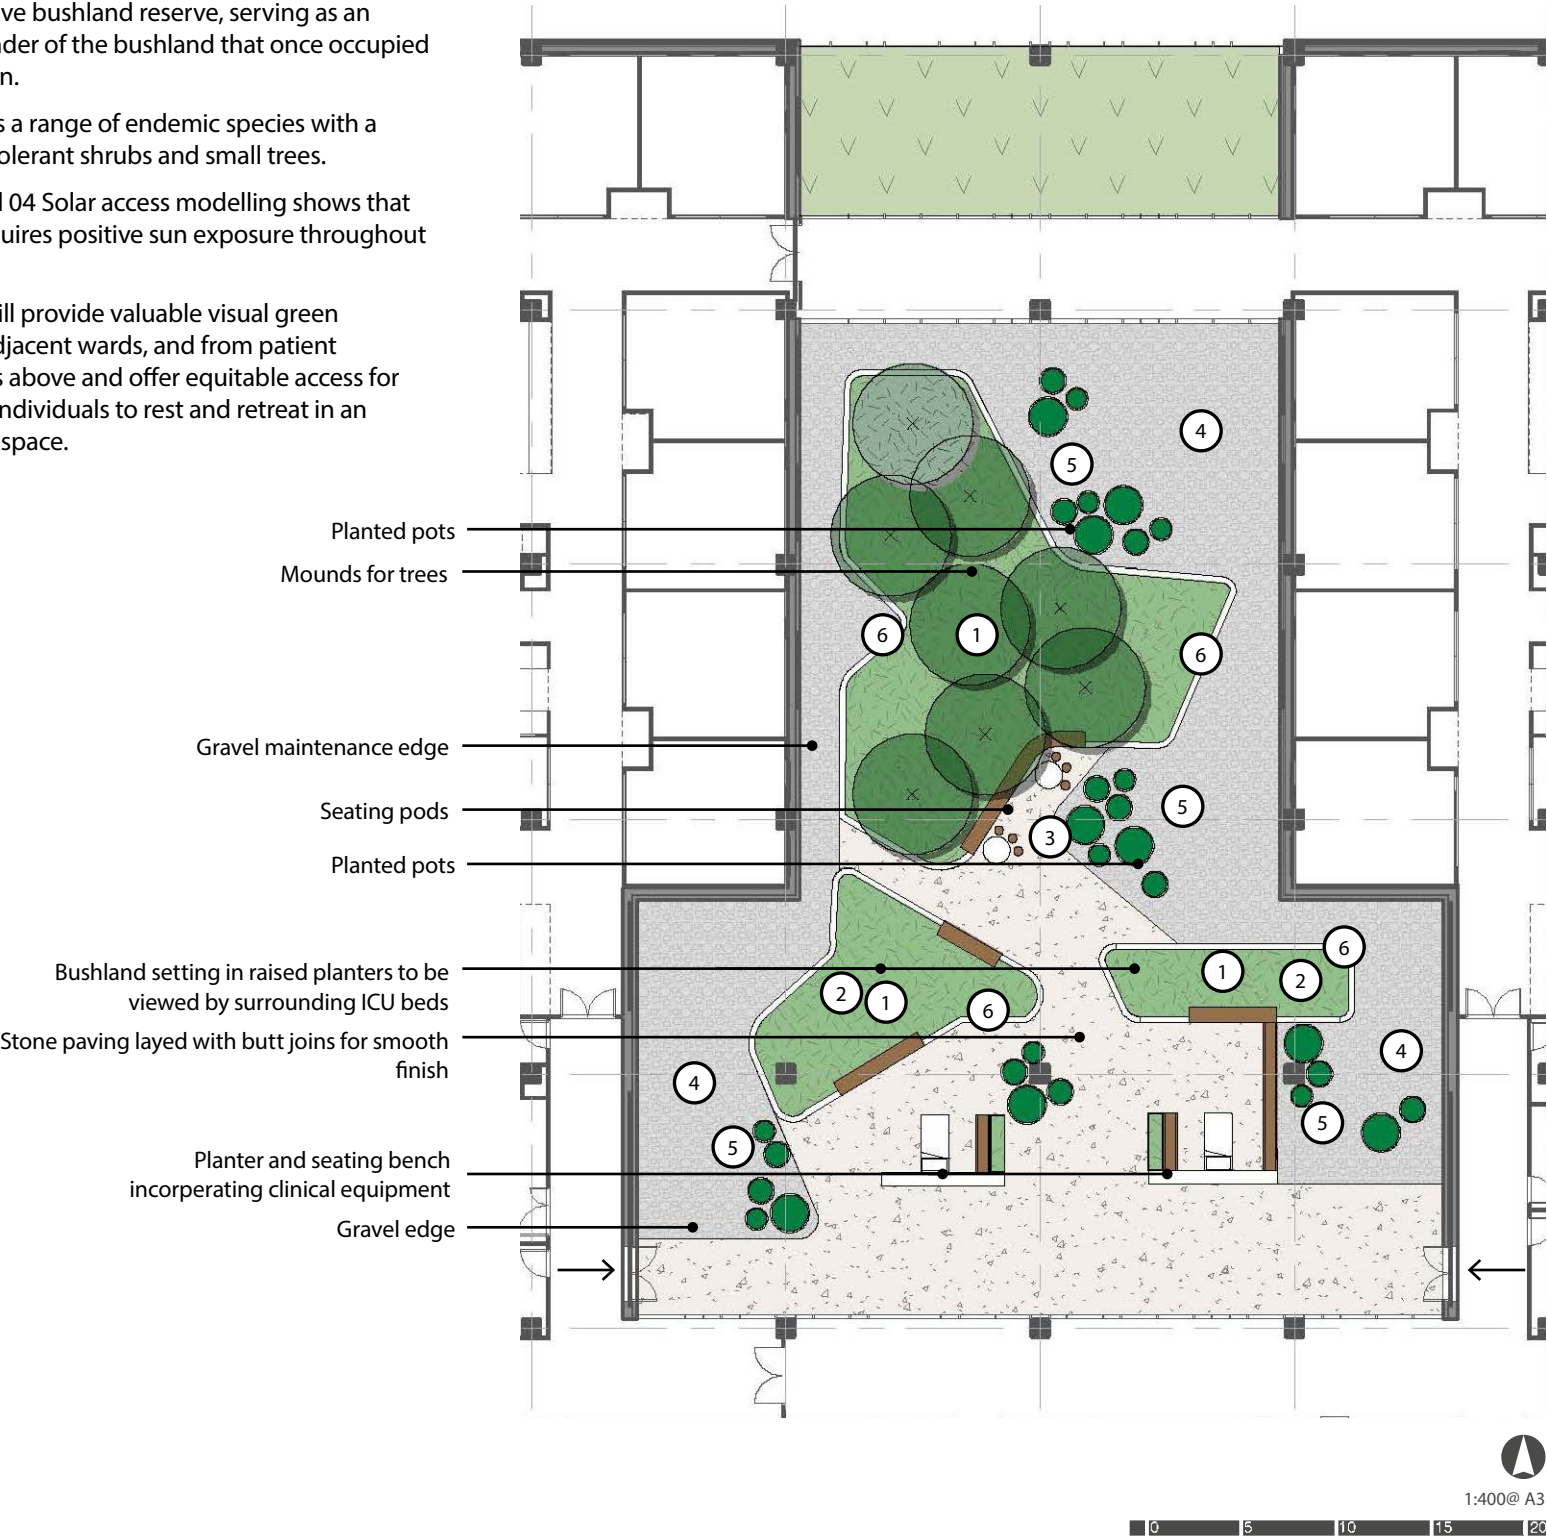 ve bushland reserve, serving as an
nder of the bushland that once occupied
n.
s a range of endemic species with a
olerant shrubs and small trees.
l 04 Solar access modelling shows that
uires positive sun exposure throughout
ill provide valuable visual green
djacent wards, and from patient
s above and offer equitable access for
individuals to rest and retreat in an
space.
4
5
Planted pots
Mounds for trees
6
1
6
Gravel maintenance edge
Seating pods
5
3
Planted pots
6
Bushland setting in raised planters to be
viewed by surrounding ICU beds
1
2
2
1
6
Stone paving layed with butt joins for smooth
finish
4
4
5
5
Planter and seating bench
incorperating clinical equipment
Gravel edge
1:400@ A3
0 5 10 15 20